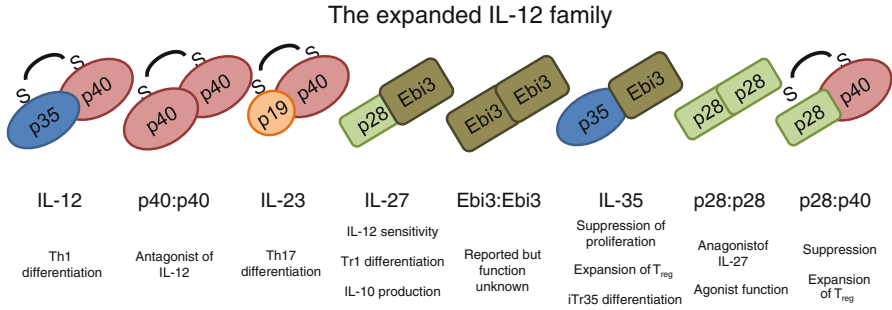 The expanded IL-12 family
S S
p35 p40
S S
p40 p40
S S
p19 p40
p28 Ebi3
Ebi3 Ebi3
p35 Ebi3
p28 p28
S S
p28 p40
IL-12
Th1
differentiation
p40:p40
Antagonist of
IL-12
IL-23
Th17
differentiation
IL-27
IL-12 sensitivity
Tr1 differentiation
IL-10 production
Ebi3:Ebi3
Reported but
function
unknown
IL-35
Suppression of
proliferation
Expansion of Treg
iTr35 differentiation
p28:p28
Anagonistof
IL-27
Agonist function
p28:p40
Suppression
Expansion
of Treg